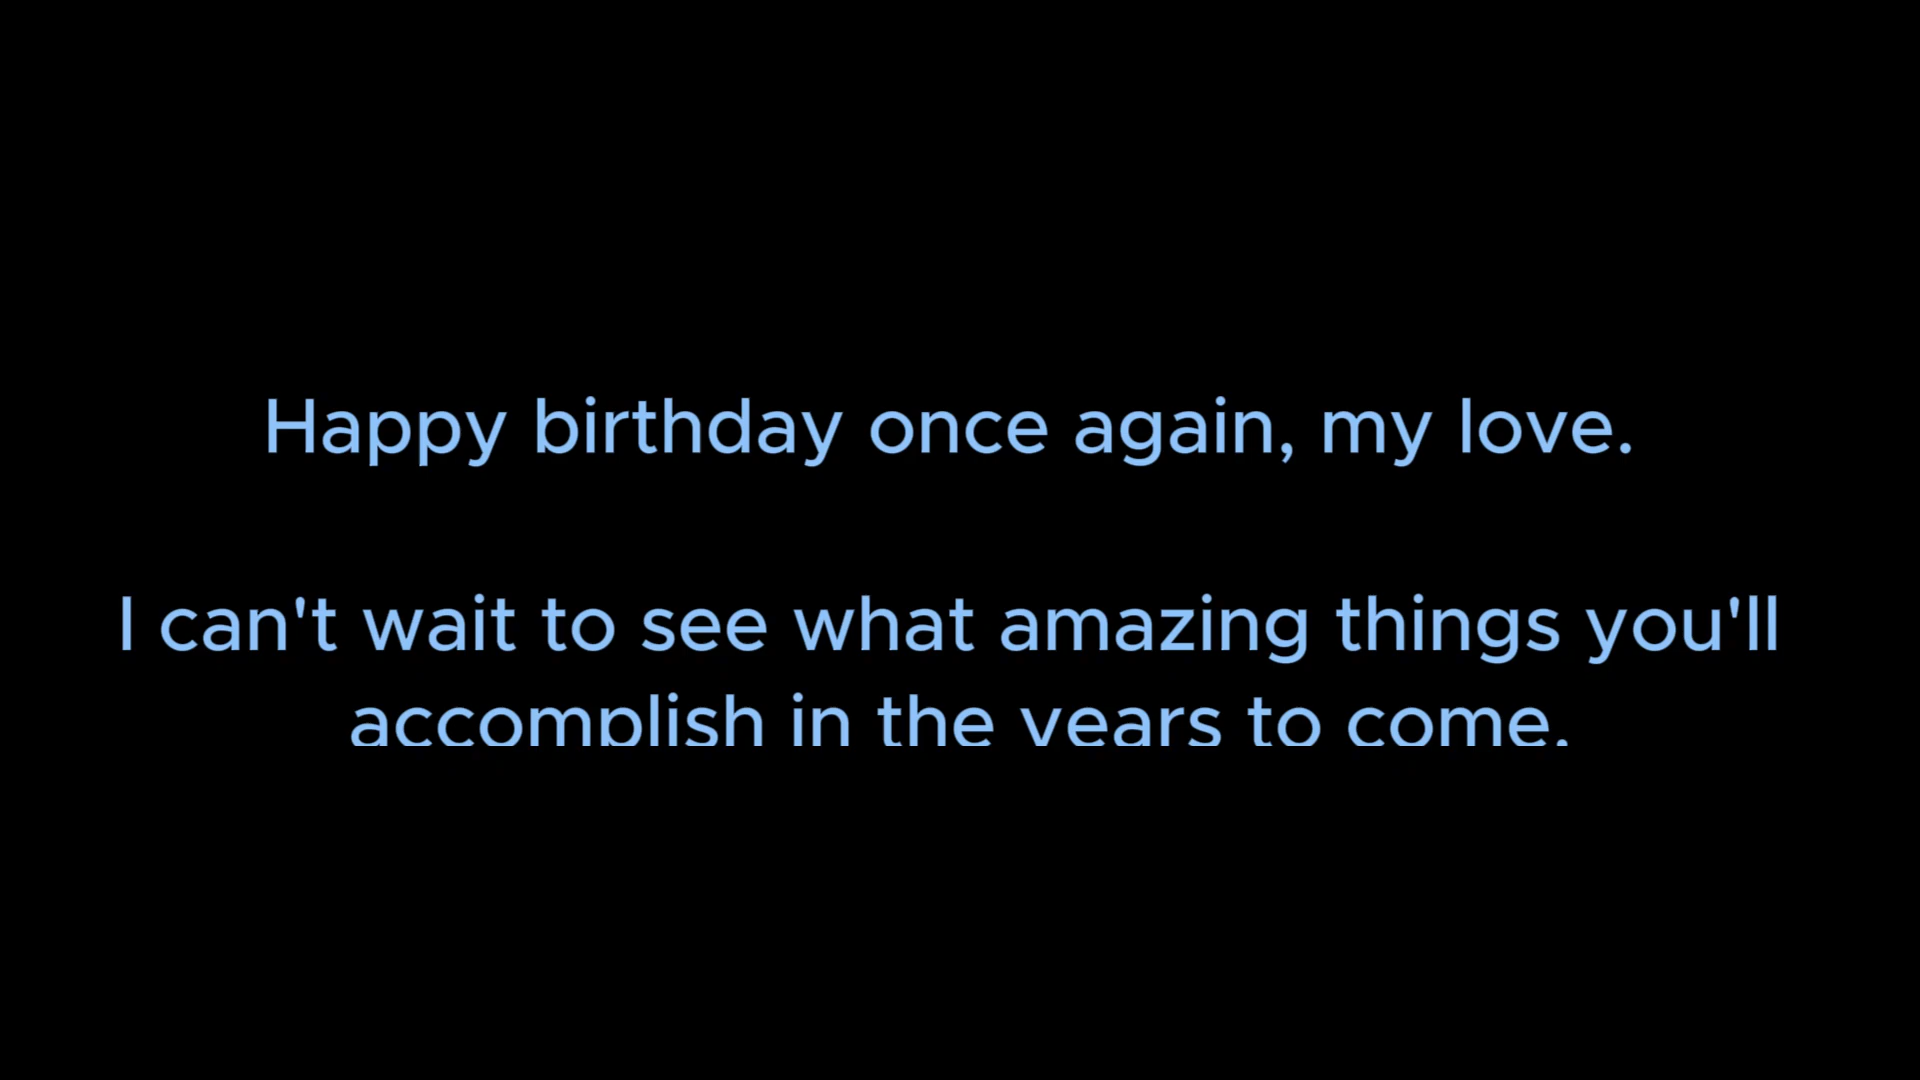 Happy birthday once again, my love.
I can't wait to see what amazing things you'll
accomplish in the years to come.